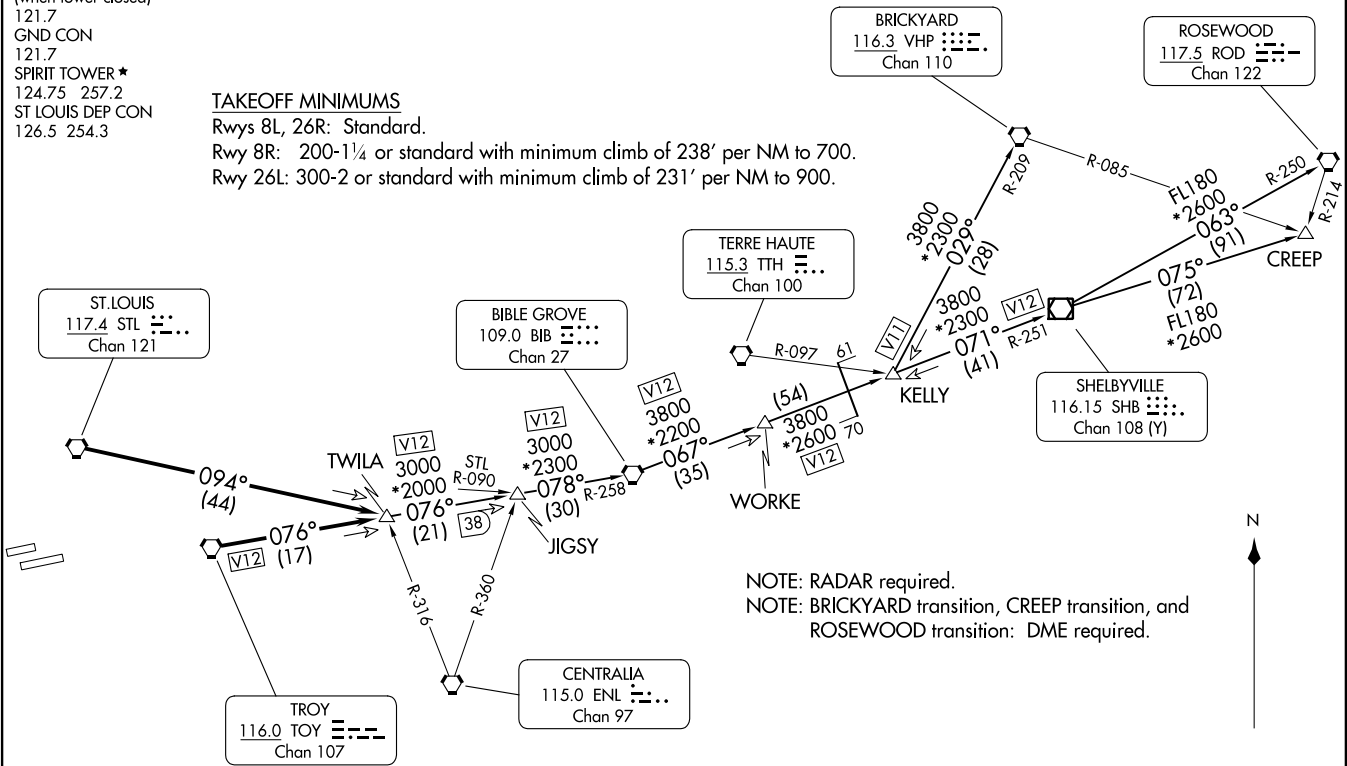 (when tower closed)
121.7
GND CON
121.7
SPIRIT TOWER★
124.75 257.2
ST LOUIS DEP CON
126.5 254.3
TAKEOFF MINIMUMS
Rwys 8L, 26R: Standard.
Rwy 8R: 200-1¼ or standard with minimum climb of 238' per NM to 700.
Rwy 26L: 300-2 or standard with minimum climb of 231' per NM to 900.
BRICKYARD
116.3 VHP
Chan 110
ROSEWOOD
117.5 ROD
Chan 122
R-209
R-085
R-250
R-214
FL180
*2600
063°
(91)
CREEP
075°
(72)
FL180
*2600
3800
*2300
029°
(28)
V11
TERRE HAUTE
115.3 TTH
Chan 100
R-097
61
70
KELLY
3800
*2300
V12
071°
(41)
R-251
SHELBYVILLE
116.15 SHB
Chan 108 (Y)
ST.LOUIS
117.4 STL
Chan 121
BIBLE GROVE
109.0 BIB
Chan 27
(54)
3800
*2600
V12
WORKE
V12
3800
*2200
067°
(35)
V12
3000
*2300
078°
(30)
R-258
JIGSY
STL
R-090
TWILA
V12
3000
*2000
076°
(21)
38
094°
(44)
076°
V12
(17)
R-316
R-360
TROY
116.0 TOY
Chan 107
CENTRALIA
115.0 ENL
Chan 97
NOTE: RADAR required.
NOTE: BRICKYARD transition, CREEP transition, and
ROSEWOOD transition: DME required.
N